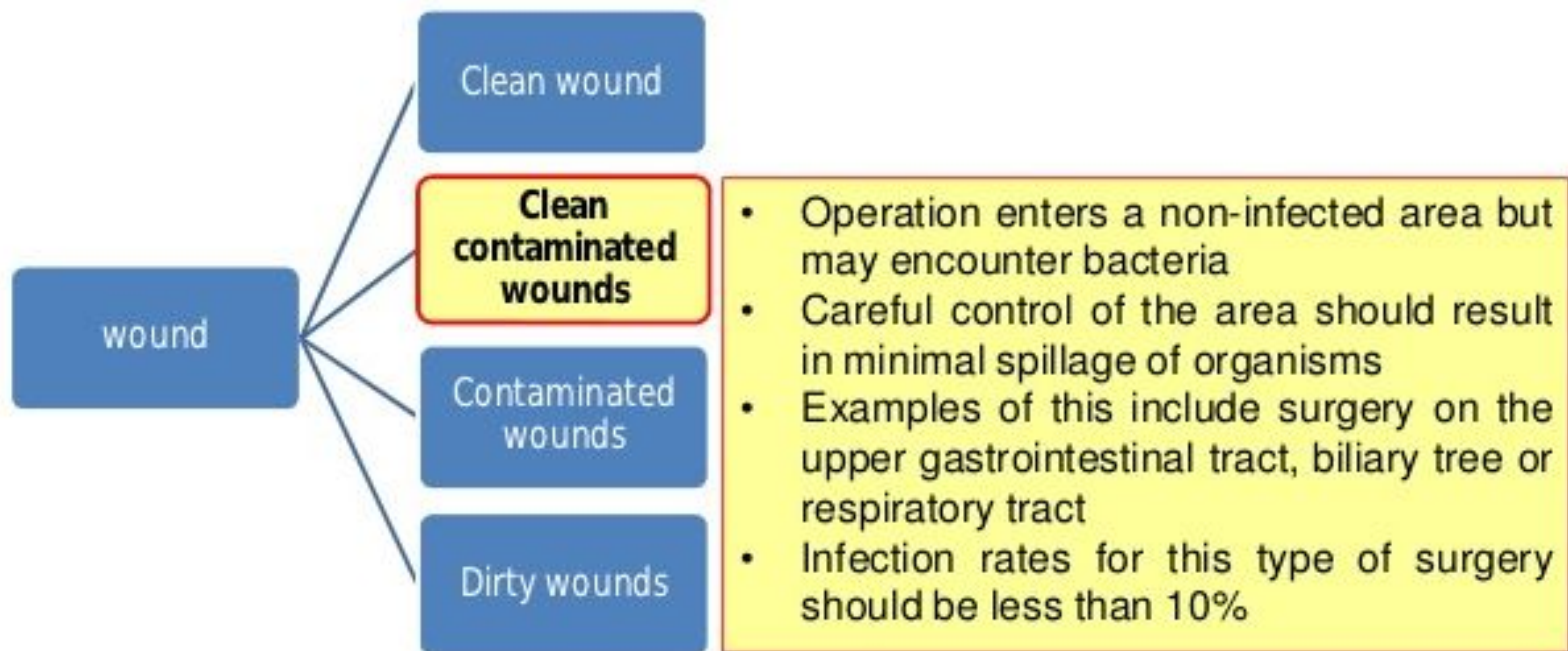 Clean wound
Clean
contaminated
wounds
wound
Contaminated
wounds
Dirty wounds
• Operation enters a non-infected area but
may encounter bacteria
• Careful control of the area should result
in minimal spillage of organisms
• Examples of this include surgery on the
upper gastrointestinal tract, biliary tree or
respiratory tract
• Infection rates for this type of surgery
should be less than 10%